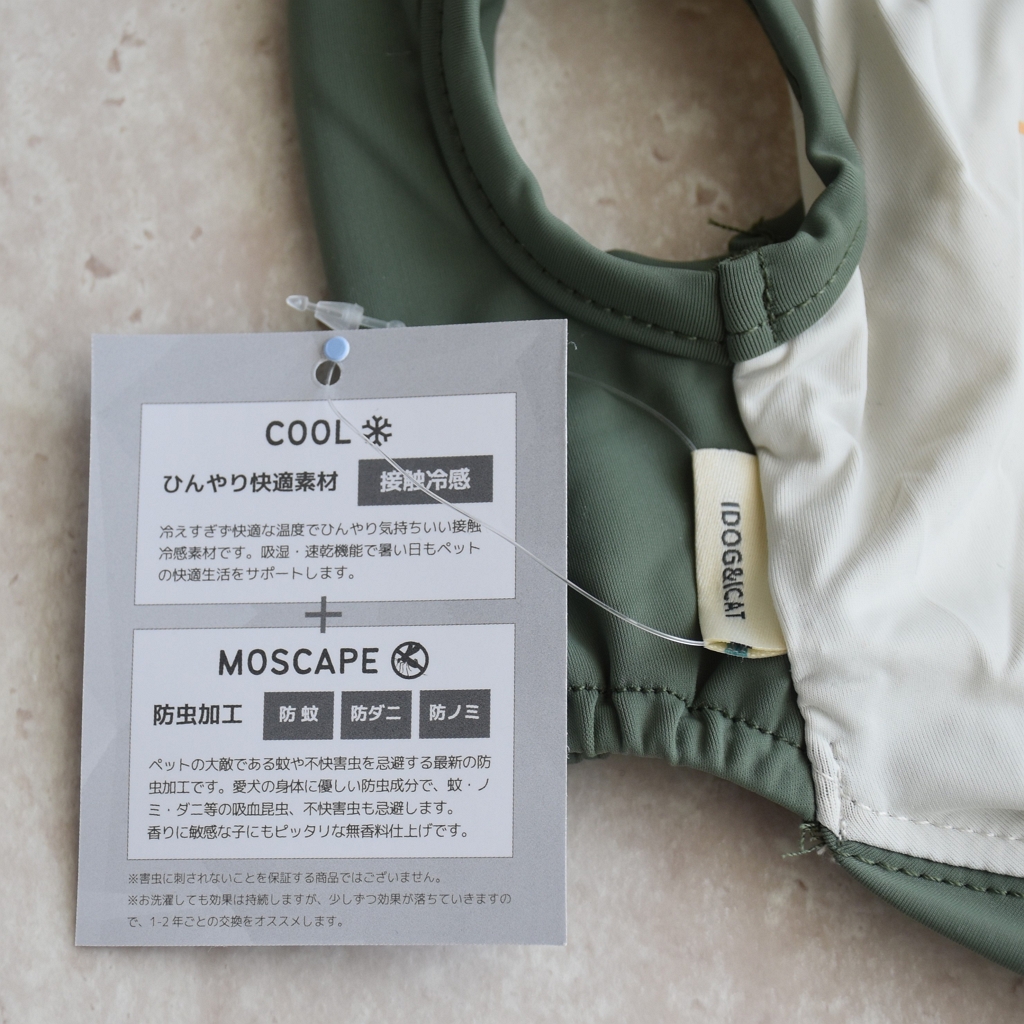 COOL
ひんやり快適素材 接触冷感
冷えすぎず快適な温度でひんやり気持ちいい接触
冷感素材です。吸湿・速乾機能で暑い日もペット
の快適生活をサポートします。
+
MOSCAPE
防虫加工 防蚊 防ダニ 防ノミ
ペットの大敵である蚊や不快害虫を忌避する最新の防
虫加工です。愛犬の身体に優しい防虫成分で、蚊・ノ
ミ・ダニ等の吸血昆虫、不快害虫も忌避します。
香りに敏感な子にもピッタリな無香料仕上げです。
※害虫に刺されないことを保証する商品ではございません。
※お洗濯しても効果は持続しますが、少しずつ効果が落ちていきますの
で、1-2年ごとの交換をオススメします。
IDOG&ICAT